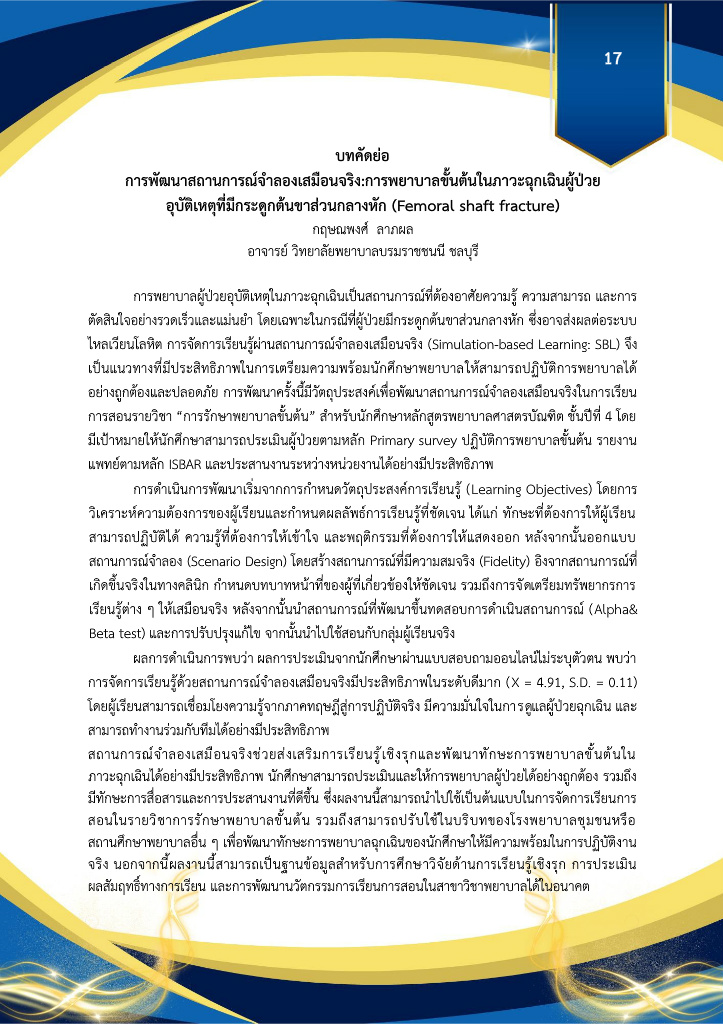 17
บทคัดย่อ
การพัฒนาสถานการณ์จำลองเสมือนจริง:การพยาบาลขั้นต้นในภาวะฉุกเฉินผู้ป่วย
อุบัติเหตุที่มีกระดูกต้นขาส่วนกลางหัก (Femoral shaft fracture)
กฤษณพงศ์ ลาภผล
อาจารย์ วิทยาลัยพยาบาลบรมราชชนนี ชลบุรี
การพยาบาลผู้ป่วยอุบัติเหตุในภาวะฉุกเฉินเป็นสถานการณ์ที่ต้องอาศัยความรู้ ความสามารถ และการ
ตัดสินใจอย่างรวดเร็วและแม่นยำ โดยเฉพาะในกรณีที่ผู้ป่วยมีกระดูกต้นขาส่วนกลางหัก ซึ่งอาจส่งผลต่อระบบ
ไหลเวียนโลหิต การจัดการเรียนรู้ผ่านสถานการณ์จำลองเสมือนจริง (Simulation-based Learning: SBL) จึง
เป็นแนวทางที่มีประสิทธิภาพในการเตรียมความพร้อมนักศึกษาพยาบาลให้สามารถปฏิบัติการพยาบาลได้
อย่างถูกต้องและปลอดภัย การพัฒนาครั้งนี้มีวัตถุประสงค์เพื่อพัฒนาสถานการณ์จำลองเสมือนจริงในการเรียน
การสอนรายวิชา “การรักษาพยาบาลขั้นต้น” สำหรับนักศึกษาหลักสูตรพยาบาลศาสตรบัณฑิต ชั้นปีที่ 4 โดย
มีเป้าหมายให้นักศึกษาสามารถประเมินผู้ป่วยตามหลัก Primary survey ปฏิบัติการพยาบาลขั้นต้น รายงาน
แพทย์ตามหลัก ISBAR และประสานงานระหว่างหน่วยงานได้อย่างมีประสิทธิภาพ
การดำเนินการพัฒนาเริ่มจากการกำหนดวัตถุประสงค์การเรียนรู้ (Learning Objectives) โดยการ
วิเคราะห์ความต้องการของผู้เรียนและกำหนดผลลัพธ์การเรียนรู้ที่ชัดเจน ได้แก่ ทักษะที่ต้องการให้ผู้เรียน
สามารถปฏิบัติได้ ความรู้ที่ต้องการให้เข้าใจ และพฤติกรรมที่ต้องการให้แสดงออก หลังจากนั้นออกแบบ
สถานการณ์จำลอง (Scenario Design) โดยสร้างสถานการณ์ที่มีความสมจริง (Fidelity) อิงจากสถานการณ์ที่
เกิดขึ้นจริงในทางคลินิก กำหนดบทบาทหน้าที่ของผู้ที่เกี่ยวข้องให้ชัดเจน รวมถึงการจัดเตรียมทรัพยากรการ
เรียนรู้ต่าง ๆ ให้เสมือนจริง หลังจากนั้นนำสถานการณ์ที่พัฒนาขึ้นทดสอบการดำเนินสถานการณ์ (Alpha&
Beta test) และการปรับปรุงแก้ไข จากนั้นนำไปใช้สอนกับกลุ่มผู้เรียนจริง
ผลการดำเนินการพบว่า ผลการประเมินจากนักศึกษาผ่านแบบสอบถามออนไลน์ไม่ระบุตัวตน พบว่า
การจัดการเรียนรู้ด้วยสถานการณ์จำลองเสมือนจริงมีประสิทธิภาพในระดับดีมาก (X = 4.91, S.D. = 0.11)
โดยผู้เรียนสามารถเชื่อมโยงความรู้จากภาคทฤษฎีสู่การปฏิบัติจริง มีความมั่นใจในการดูแลผู้ป่วยฉุกเฉิน และ
สามารถทำงานร่วมกับทีมได้อย่างมีประสิทธิภาพ
สถานการณ์จำลองเสมือนจริงช่วยส่งเสริมการเรียนรู้เชิงรุกและพัฒนาทักษะการพยาบาลขั้นต้นใน
ภาวะฉุกเฉินได้อย่างมีประสิทธิภาพ นักศึกษาสามารถประเมินและให้การพยาบาลผู้ป่วยได้อย่างถูกต้อง รวมถึง
มีทักษะการสื่อสารและการประสานงานที่ดีขึ้น ซึ่งผลงานนี้สามารถนำไปใช้เป็นต้นแบบในการจัดการเรียนการ
สอนในรายวิชาการรักษาพยาบาลขั้นต้น รวมถึงสามารถปรับใช้ในบริบทของโรงพยาบาลชุมชนหรือ
สถานศึกษาพยาบาลอื่น ๆ เพื่อพัฒนาทักษะการพยาบาลฉุกเฉินของนักศึกษาให้มีความพร้อมในการปฏิบัติงาน
จริง นอกจากนี้ผลงานนี้สามารถเป็นฐานข้อมูลสำหรับการศึกษาวิจัยด้านการเรียนรู้เชิงรุก การประเมิน
ผลสัมฤทธิ์ทางการเรียน และการพัฒนานวัตกรรมการเรียนการสอนในสาขาวิชาพยาบาลได้ในอนาคต